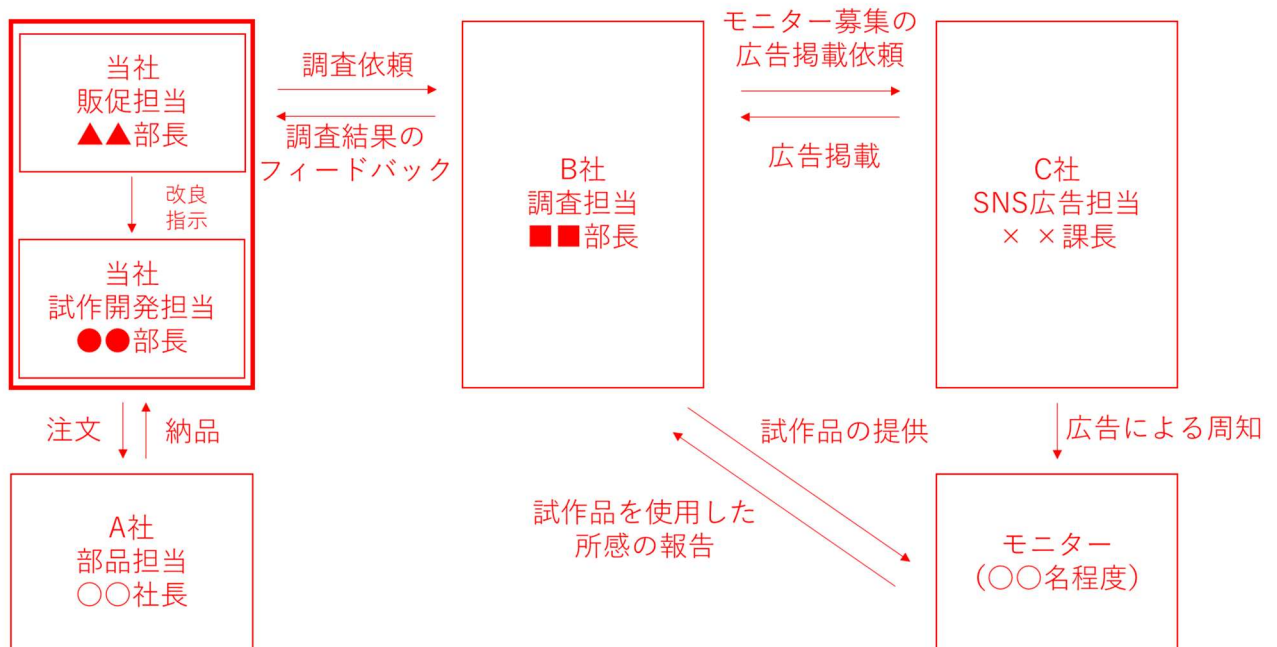 当社
販促担当
▲▲部長
改良
指示
当社
試作開発担当
●●部長
調査依頼
調査結果の
フィードバック
B社
調査担当
■■部長
モニター募集の
広告掲載依頼
広告掲載
C社
SNS広告担当
× ×課長
注文
納品
A社
部品担当
○○社長
試作品の提供
試作品を使用した
所感の報告
広告による周知
モニター
（○○名程度）